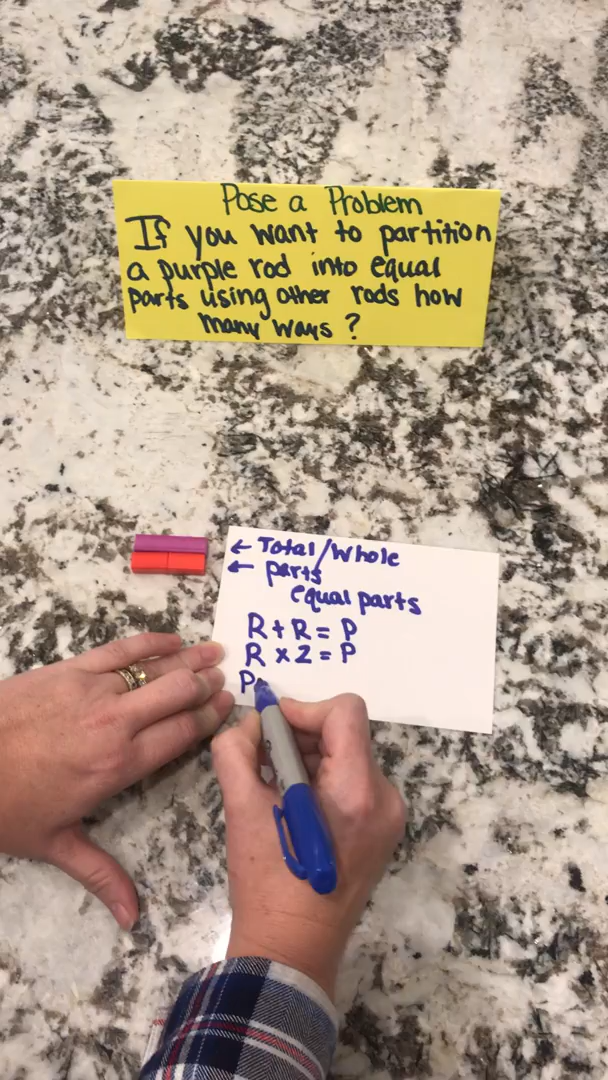 Pose a Problem
If you want to partition
a purple rod into equal
parts using other rods how
many ways ?
← Total/Whole
← parts
equal parts
R + R = P
R x 2 = P
P